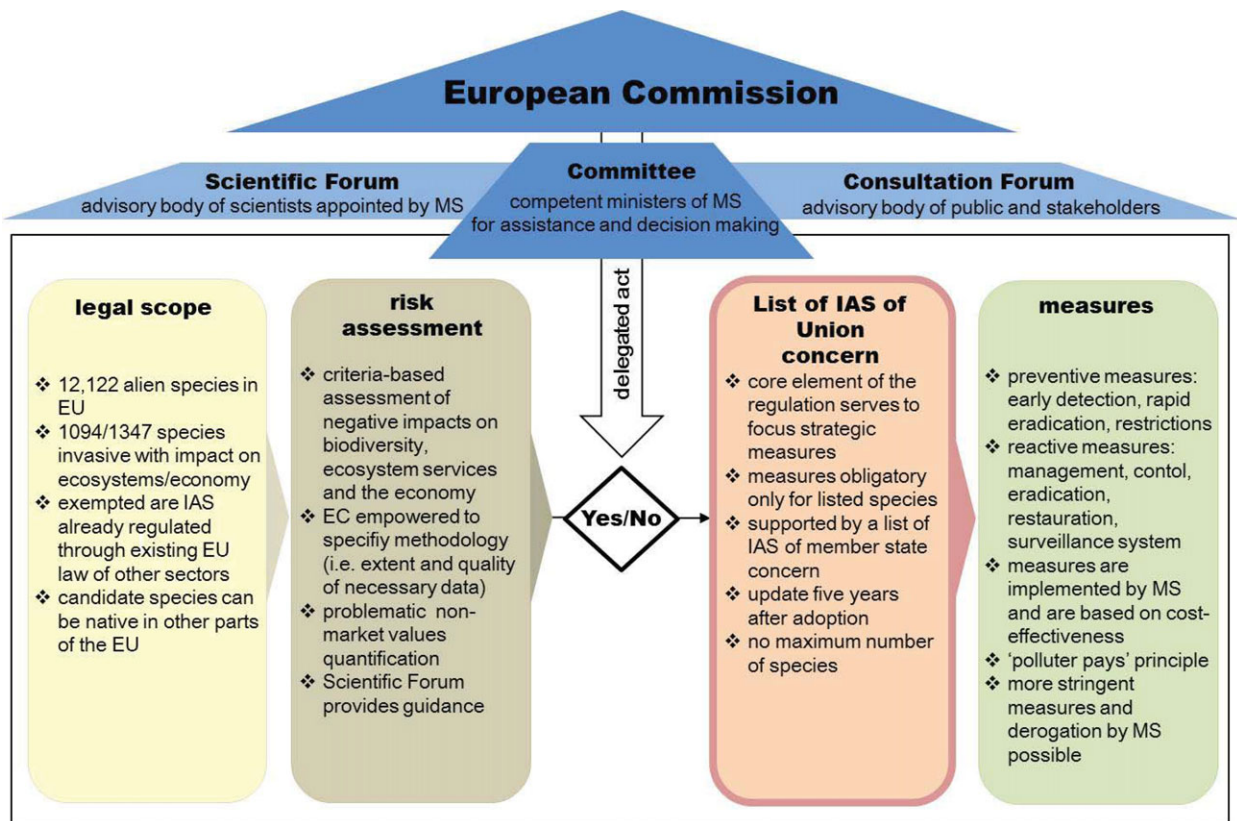 European Commission
Scientific Forum
advisory body of scientists appointed by MS
Committee
competent ministers of MS
for assistance and decision making
Consultation Forum
advisory body of public and stakeholders
legal scope
❖ 12,122 alien species in
EU
❖ 1094/1347 species
invasive with impact on
ecosystems/economy
❖ exempted are IAS
already regulated
through existing EU
law of other sectors
❖ candidate species can
be native in other parts
of the EU
risk
assessment
❖ criteria-based
assessment of
negative impacts on
biodiversity,
ecosystem services
and the economy
❖ EC empowered to
specifiy methodology
(i.e. extent and quality
of necessary data)
❖ problematic non-
market values
quantification
❖ Scientific Forum
provides guidance
delegated act
Yes/No
List of IAS of
Union
concern
❖ core element of the
regulation serves to
focus strategic
measures
❖ measures obligatory
only for listed species
❖ supported by a list of
IAS of member state
concern
❖ update five years
after adoption
❖ no maximum number
of species
measures
❖ preventive measures:
early detection, rapid
eradication, restrictions
❖ reactive measures:
management, contol,
eradication,
restauration,
surveillance system
❖ measures are
implemented by MS
and are based on cost-
effectiveness
❖ ‘polluter pays’ principle
❖ more stringent
measures and
derogation by MS
possible